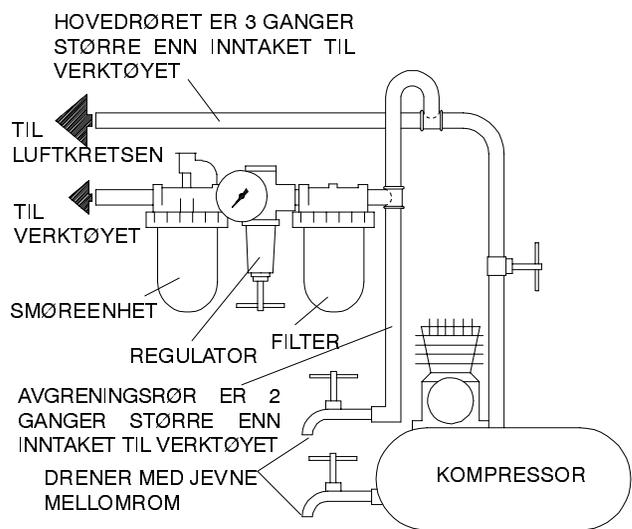 HOVEDRØRET ER 3 GANGER
STØRRE ENN INNTAKET TIL
VERKTØYET
TIL
LUFTKRETSEN
TIL
VERKTØYET
SMØREENHET
REGULATOR
FILTER
AVGRENINGSRØR ER 2
GANGER STØRRE ENN
INNTAKET TIL VERKTØYET
DRENER MED JEVNE
MELLOMROM
KOMPRESSOR